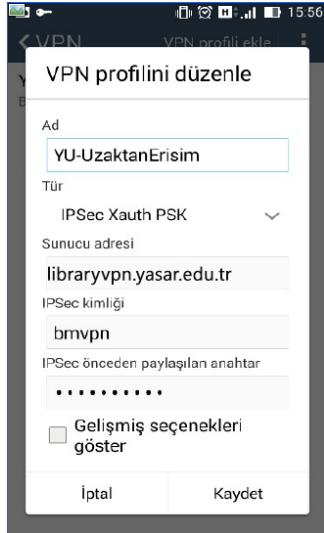 15:56
VPN
VPN profili ekle
VPN profilini düzenle
Ad
YU-UzaktanErisim
Tür
IPSec Xauth PSK
Sunucu adresi
libraryvpn.yasar.edu.tr
IPSec kimliği
bmvpn
IPSec önceden paylaşılan anahtar
••••••••••
Gelişmiş seçenekleri
göster
İptal
Kaydet